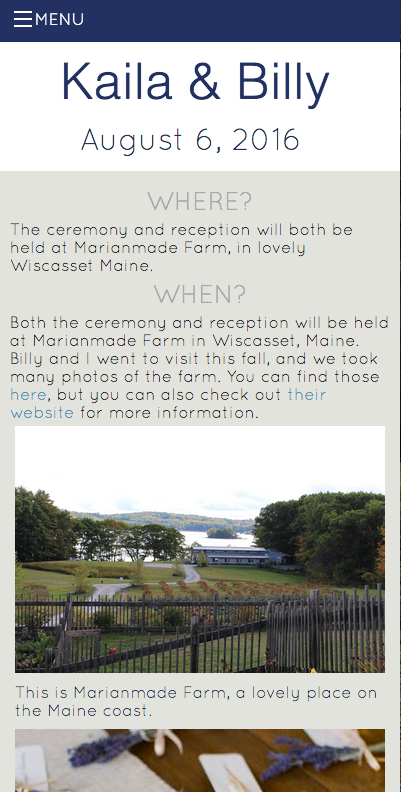 MENU
Kaila & Billy
August 6, 2016
WHERE?
The ceremony and reception will both be
held at Marianmade Farm, in lovely
Wiscasset Maine.
WHEN?
Both the ceremony and reception will be held
at Marianmade Farm in Wiscasset, Maine.
Billy and I went to visit this fall, and we took
many photos of the farm. You can find those
here, but you can also check out their
website for more information.
This is Marianmade Farm, a lovely place on
the Maine coast.